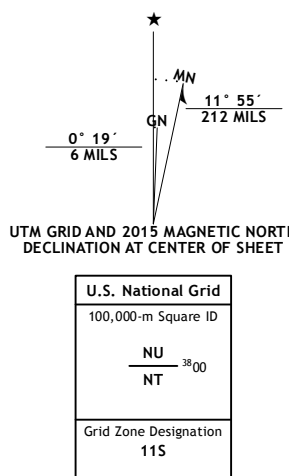 ★
MN
GN
11° 55´
212 MILS
0° 19´
6 MILS
UTM GRID AND 2015 MAGNETIC NORTH
DECLINATION AT CENTER OF SHEET
U.S. National Grid
100,000-m Square ID
NU
3800
NT
Grid Zone Designation
11S